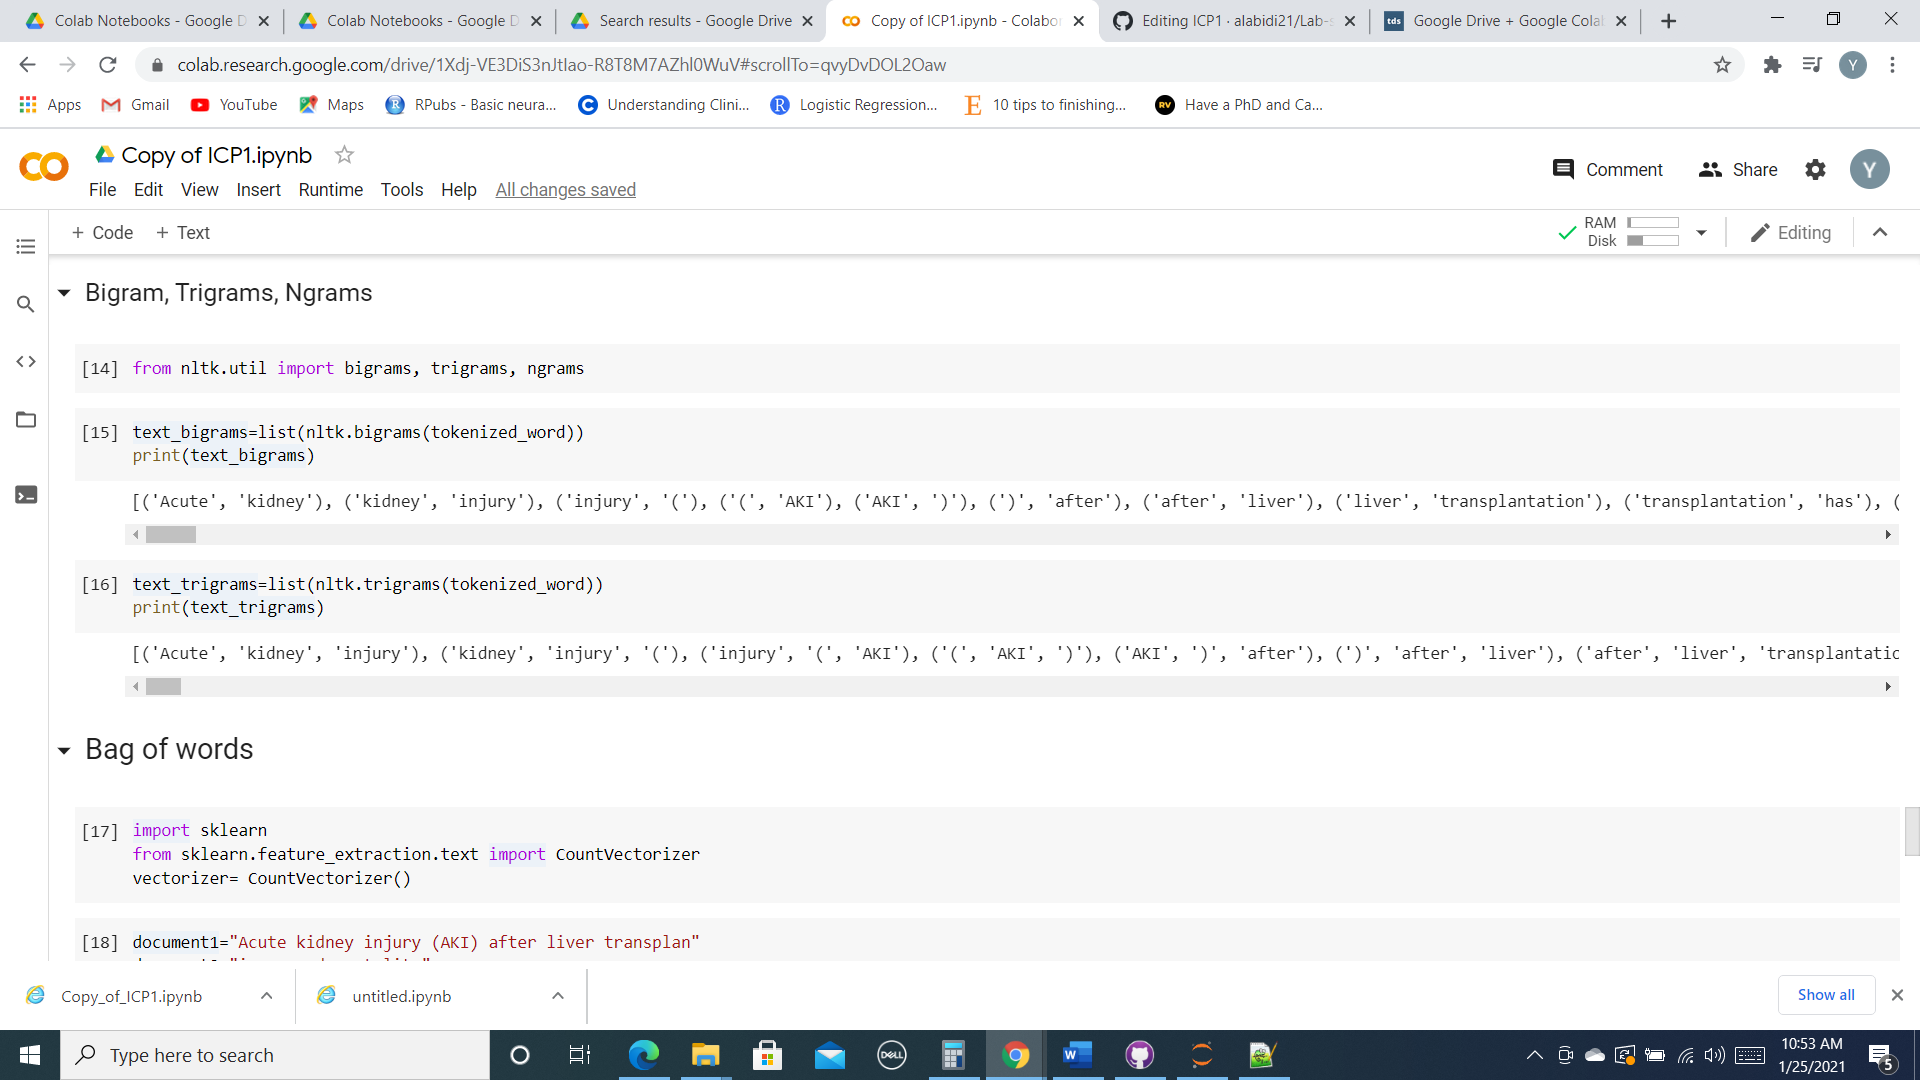 Colab Notebooks - Google D
Colab Notebooks - Google D
Search results - Google Drive
Copy of ICP1.ipynb - Colabor
Editing ICP1 · alabidi21/Lab-s
tds Google Drive + Google Colab
colab.research.google.com/drive/1Xdj-VE3DiS3nJtIao-R8T8M7AZhl0WuV#scrollTo=qvyDvDOL2Oaw
Y
Apps
Gmail
YouTube
Maps
R RPubs - Basic neura...
C Understanding Clini...
R Logistic Regression...
E 10 tips to finishing...
RV Have a PhD and Ca...
Copy of ICP1.ipynb
Comment
Share
Y
File Edit View Insert Runtime Tools Help All changes saved
+ Code + Text
RAM
Disk
Editing
Bigram, Trigrams, Ngrams
[14] from nltk.util import bigrams, trigrams, ngrams
[15] text_bigrams=list(nltk.bigrams(tokenized_word))
print(text_bigrams)
[('Acute', 'kidney'), ('kidney', 'injury'), ('injury', '('), ('(', 'AKI'), ('AKI', ')'), (')', 'after'), ('after', 'liver'), ('liver', 'transplantation'), ('transplantation', 'has'), (
[16] text_trigrams=list(nltk.trigrams(tokenized_word))
print(text_trigrams)
[('Acute', 'kidney', 'injury'), ('kidney', 'injury', '('), ('injury', '(', 'AKI'), ('(', 'AKI', ')'), ('AKI', ')', 'after'), (')', 'after', 'liver'), ('after', 'liver', 'transplantatio
Bag of words
[17] import sklearn
from sklearn.feature_extraction.text import CountVectorizer
vectorizer= CountVectorizer()
[18] document1="Acute kidney injury (AKI) after liver transplan"
Copy_of_ICP1.ipynb
untitled.ipynb
Show all
Type here to search
DELL
10:53 AM
1/25/2021
5